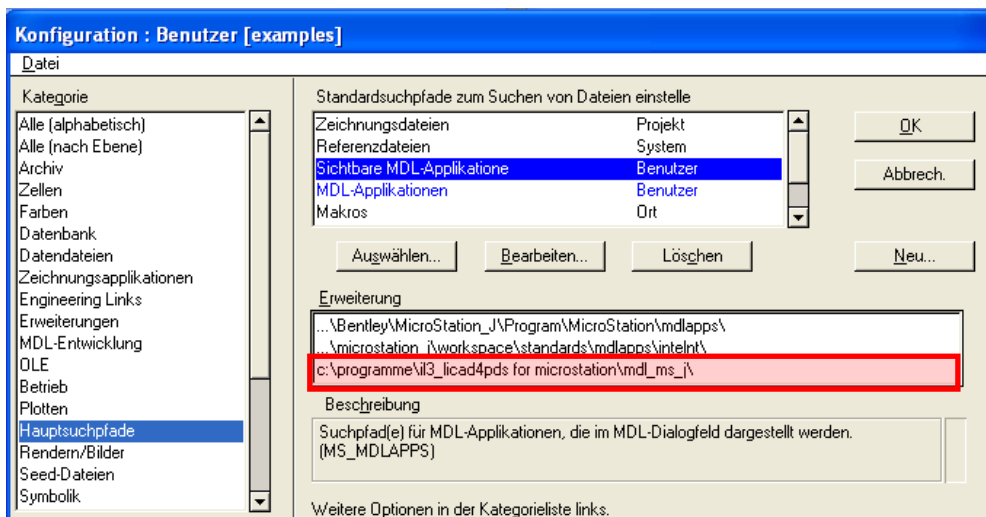 Konfiguration : Benutzer [examples]
Datei
Kategorie
Alle (alphabetisch)
Alle (nach Ebene)
Archiv
Zellen
Farben
Datenbank
Datendateien
Zeichnungsapplikationen
Engineering Links
Erweiterungen
MDL-Entwicklung
OLE
Betrieb
Plotten
Hauptsuchpfade
Rendern/Bilder
Seed-Dateien
Symbolik
Standardsuchpfade zum Suchen von Dateien einstelle
Zeichnungsdateien Projekt
Referenzdateien System
Sichtbare MDL-Applikatione Benutzer
MDL-Applikationen Benutzer
Makros Ort
OK
Abbrech.
Auswählen... Bearbeiten... Löschen Neu...
Erweiterung
...\Bentley\MicroStation_J\Program\MicroStation\mdlapps\
...\microstation_j\workspace\standards\mdlapps\intelnt\
c:\programme\il3_licad4pds for microstation\mdl_ms_j\
Beschreibung
Suchpfad(e) für MDL-Applikationen, die im MDL-Dialogfeld dargestellt werden.
(MS_MDLAPPS)
Weitere Optionen in der Kategorieliste links.